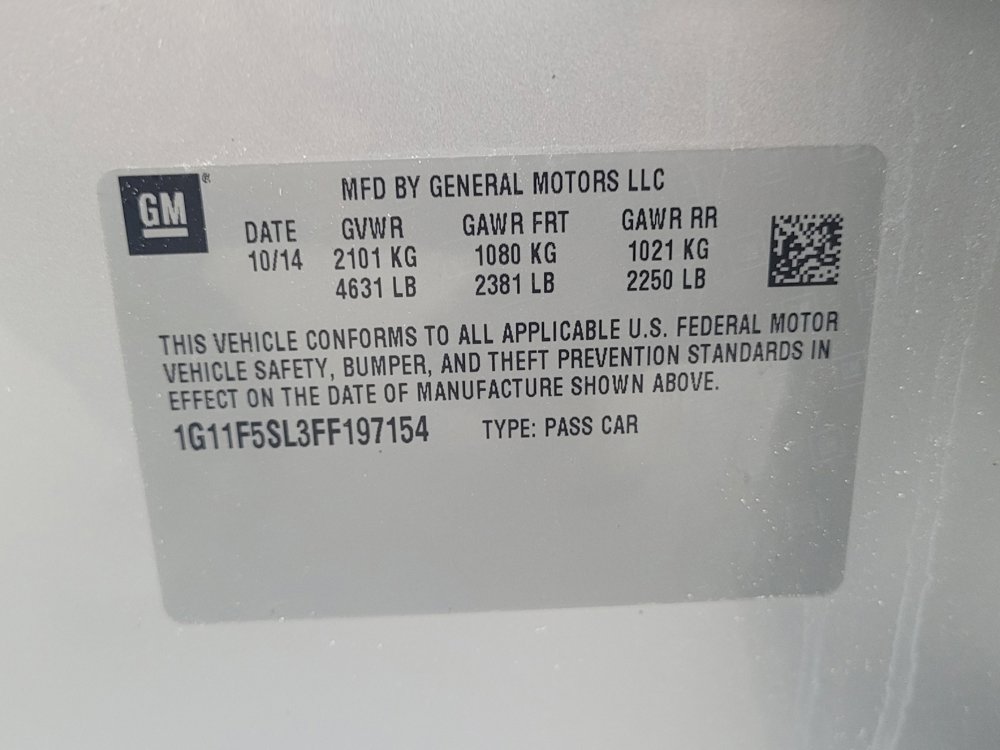 GM®
MFD BY GENERAL MOTORS LLC
DATE GVWR GAWR FRT GAWR RR
10/14 2101 KG 1080 KG 1021 KG
4631 LB 2381 LB 2250 LB
THIS VEHICLE CONFORMS TO ALL APPLICABLE U.S. FEDERAL MOTOR
VEHICLE SAFETY, BUMPER, AND THEFT PREVENTION STANDARDS IN
EFFECT ON THE DATE OF MANUFACTURE SHOWN ABOVE.
1G11F5SL3FF197154 TYPE: PASS CAR